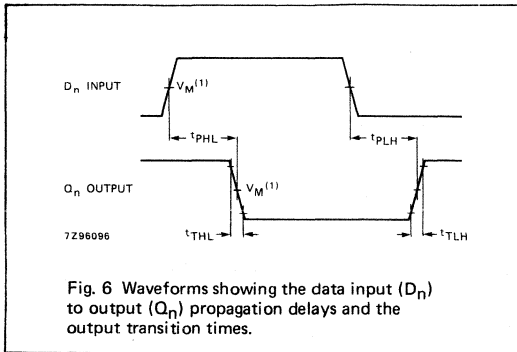 Dn INPUT
VM(1)
tPHL
tPLH
Qn OUTPUT
VM(1)
7Z96096
tTHL
tTLH
Fig. 6 Waveforms showing the data input (Dn)
to output (Qn) propagation delays and the
output transition times.